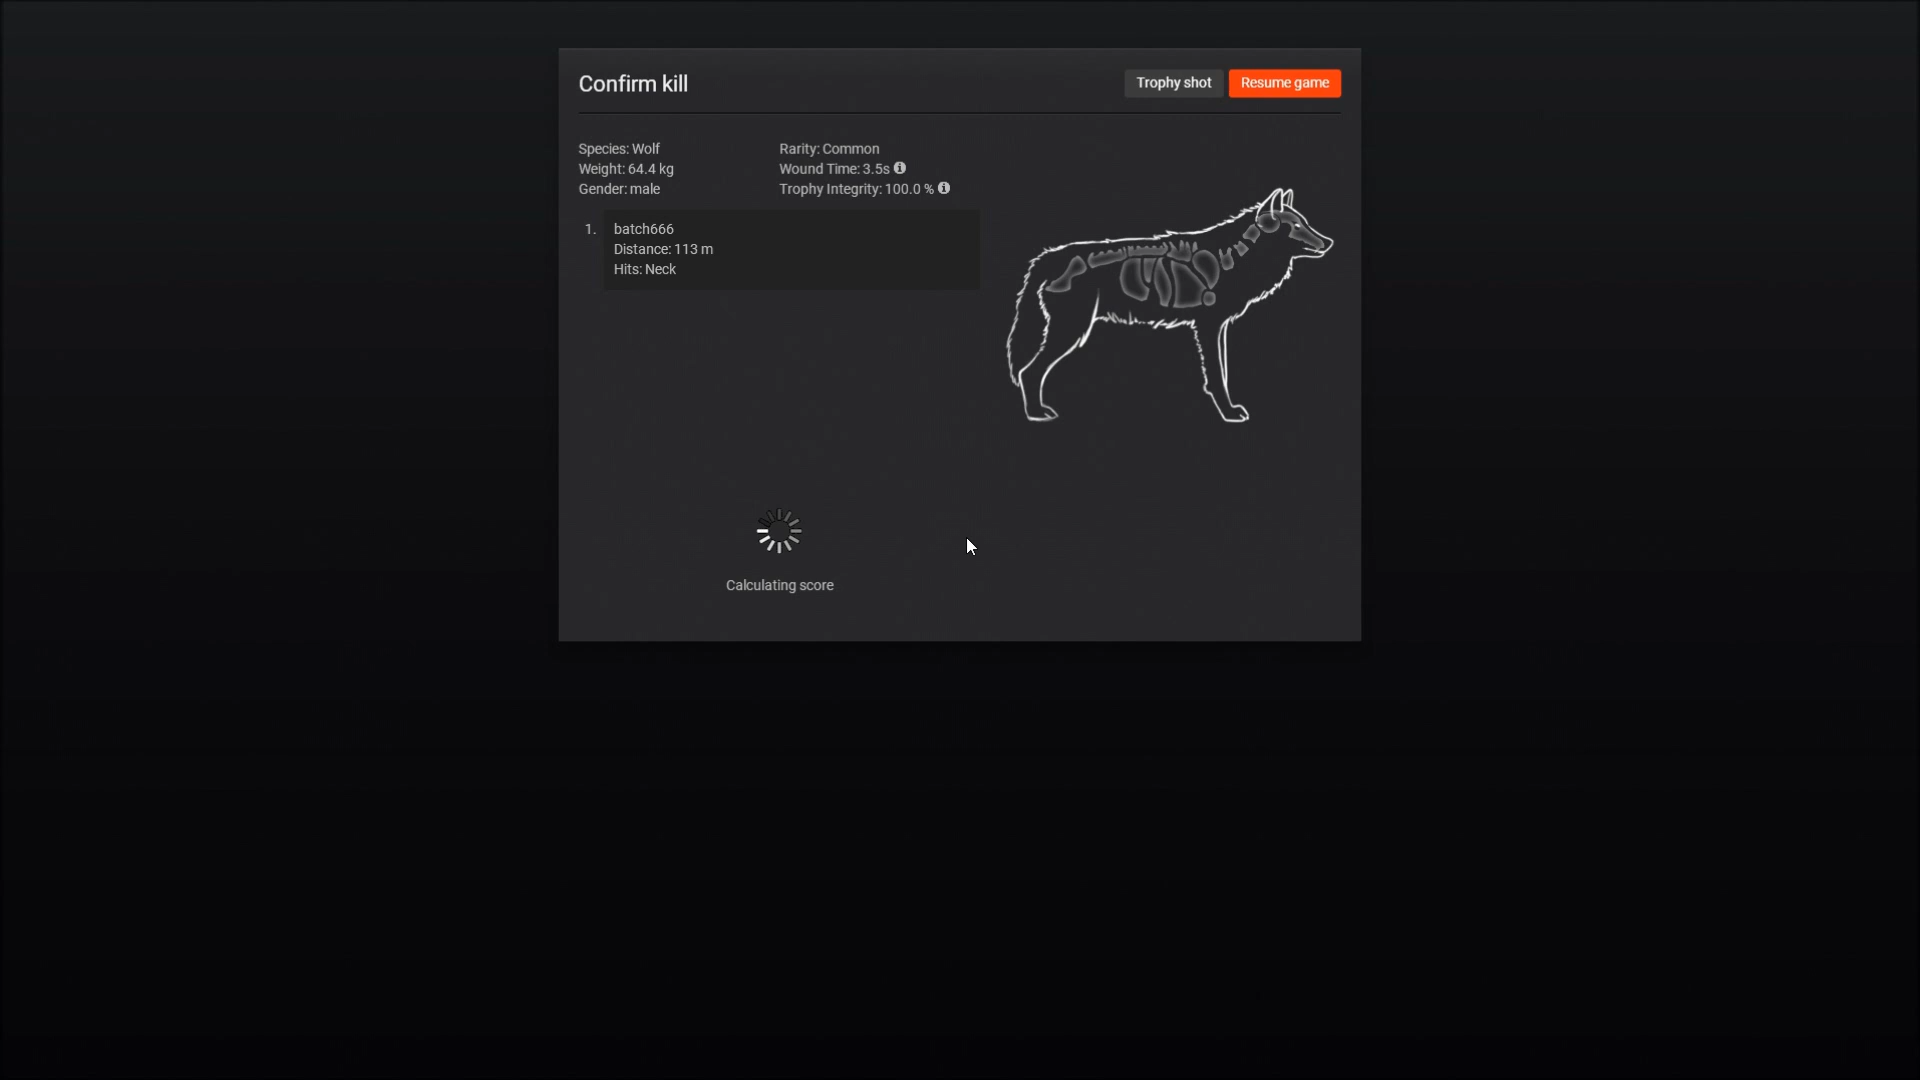 Confirm kill
Trophy shot
Resume game
Species: Wolf
Weight: 64.4 kg
Gender: male
Rarity: Common
Wound Time: 3.5s
Trophy Integrity: 100.0 %
1.
batch666
Distance: 113 m
Hits: Neck
Calculating score